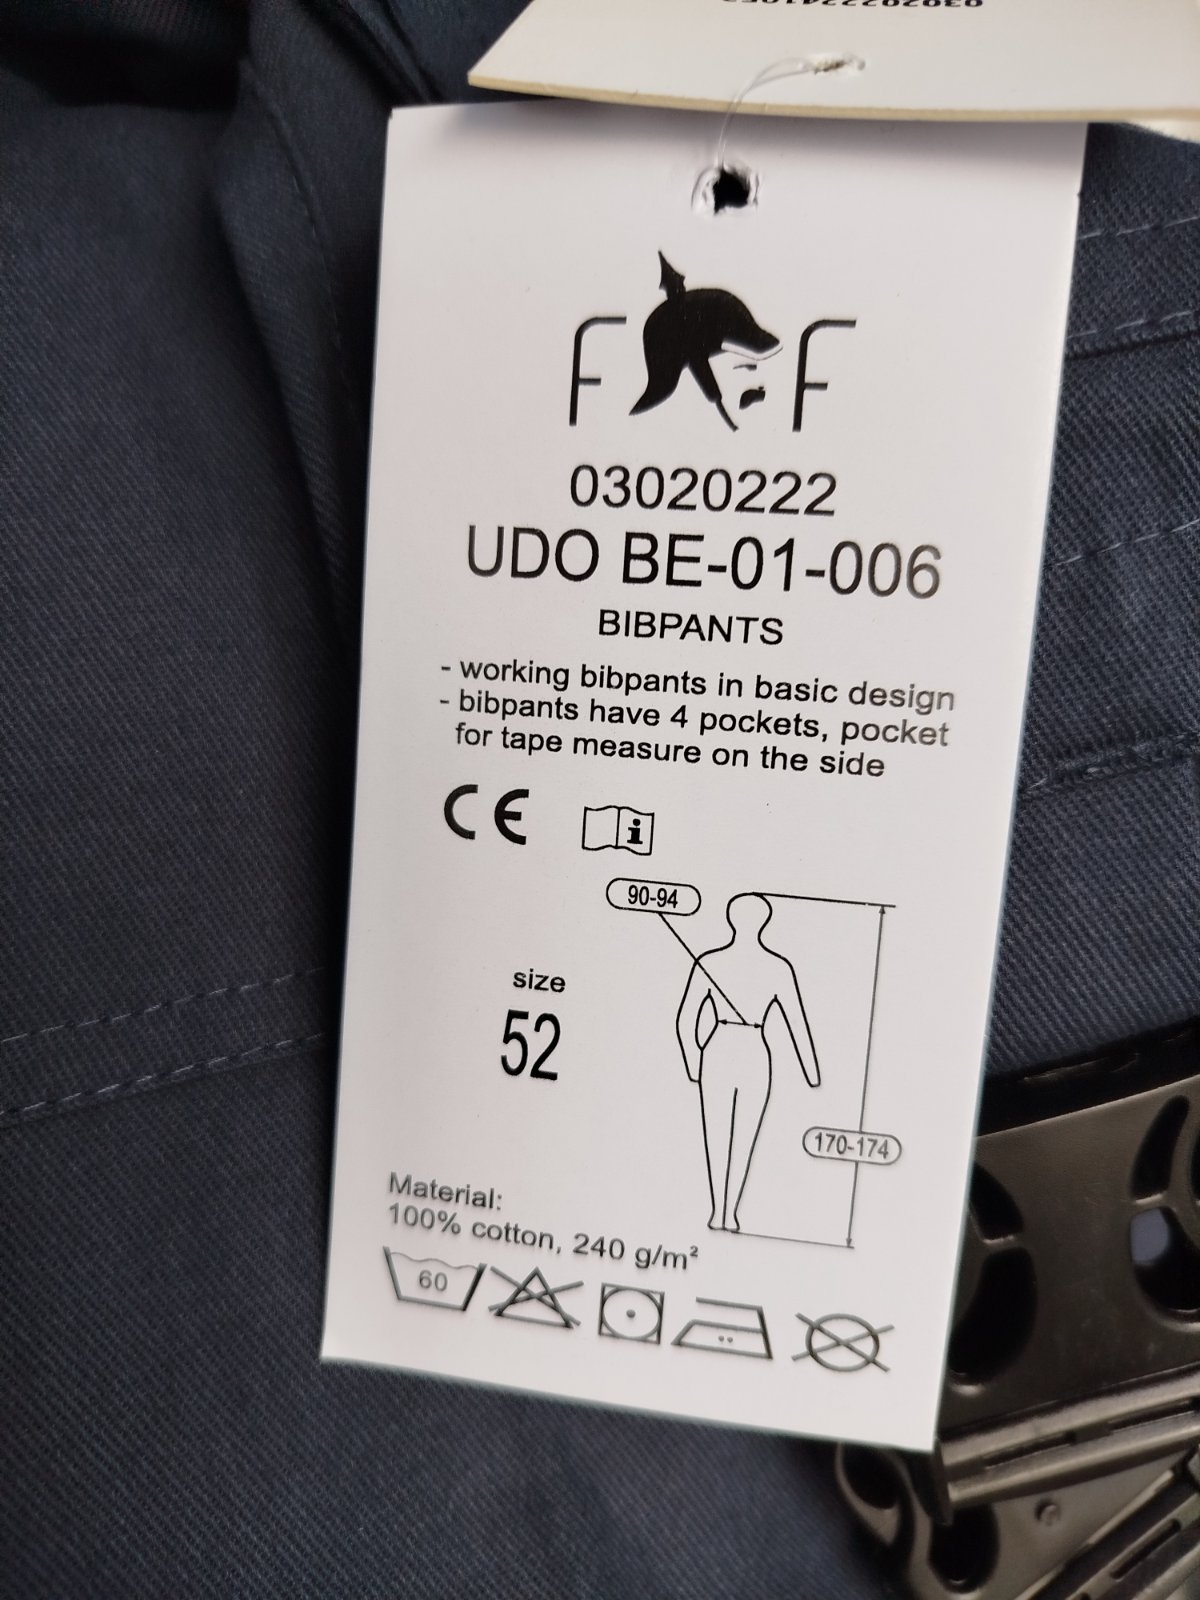 F F
03020222
UDO BE-01-006
BIBPANTS
- working bibpants in basic design
- bibpants have 4 pockets, pocket
for tape measure on the side
CE i
90-94
size
52
170-174
Material:
100% cotton, 240 g/m²
60